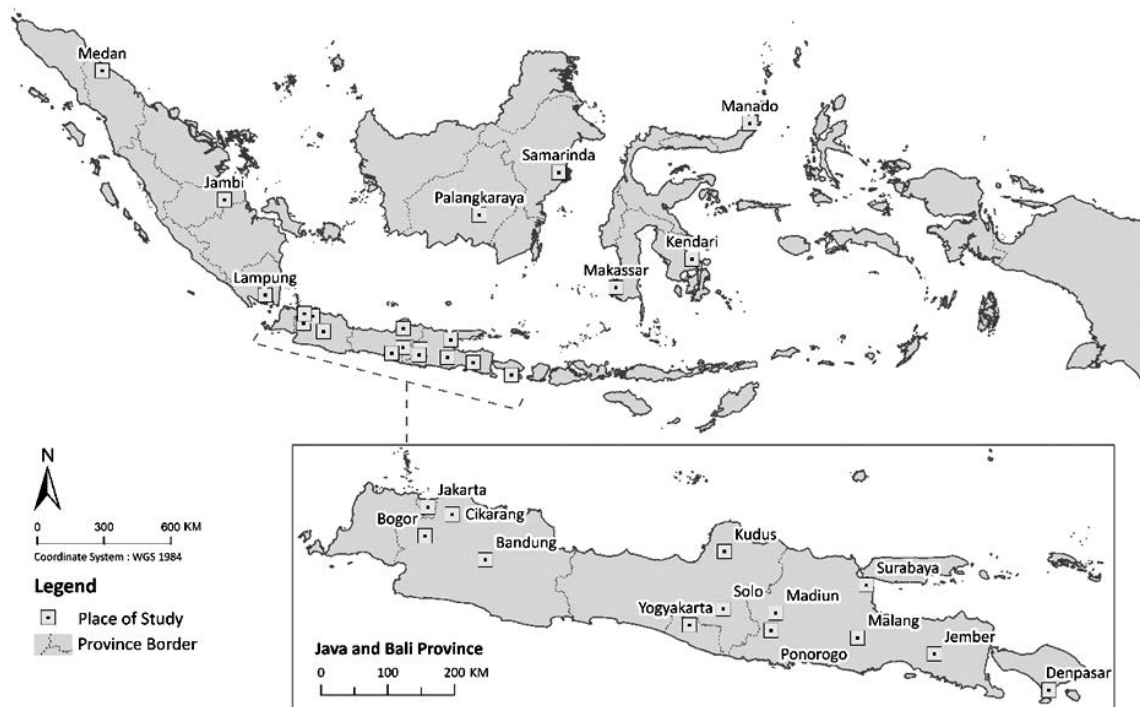 Medan
Manado
Samarinda
Jambi
Palangkaraya
Kendari
Makassar
Lampung
N
0 300 600 KM
Coordinate System : WGS 1984
Legend
Place of Study
Province Border
Jakarta
Cikarang
Bogor
Bandung
Kudus
Surabaya
Solo
Madiun
Yogyakarta
Malang
Jember
Ponorogo
Denpasar
Java and Bali Province
0 100 200 KM